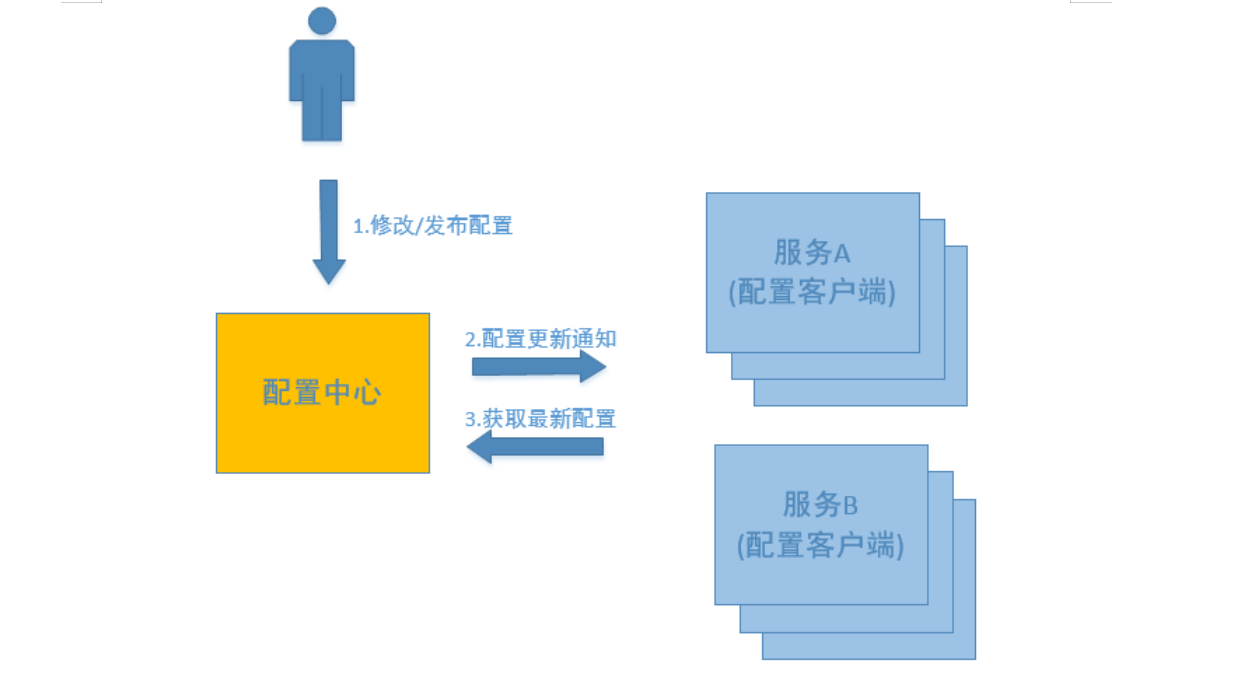 1.修改/发布配置
服务A
(配置客户端)
2.配置更新通知
配置中心
3.获取最新配置
服务B
(配置客户端)